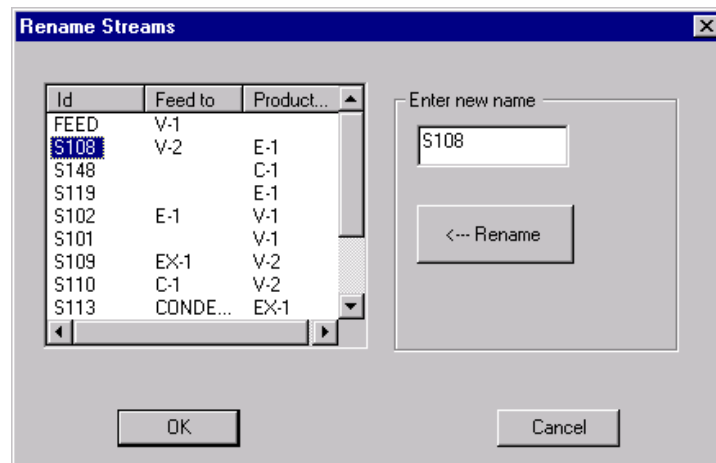 Rename Streams
Id Feed to Product...
FEED V-1
S108 V-2 E-1
S148 C-1
S119 E-1
S102 E-1 V-1
S101 V-1
S109 EX-1 V-2
S110 C-1 V-2
S113 CONDE... EX-1
Enter new name
S108
<--- Rename
OK
Cancel